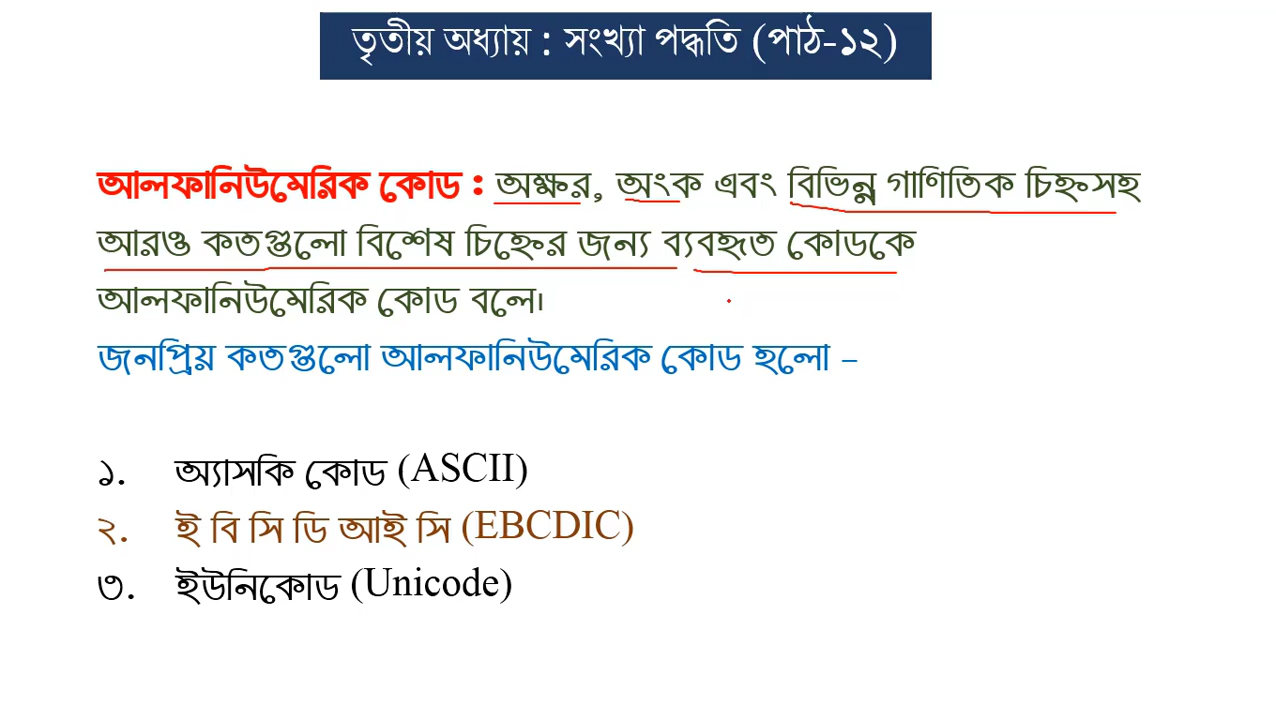 তৃতীয় অধ্যায় : সংখ্যা পদ্ধতি (পাঠ-১২)
আলফানিউমেরিক কোড : অক্ষর, অংক এবং বিভিন্ন গাণিতিক চিহ্নসহ
আরও কতগুলো বিশেষ চিহ্নের জন্য ব্যবহৃত কোডকে
আলফানিউমেরিক কোড বলে।
জনপ্রিয় কতগুলো আলফানিউমেরিক কোড হলো –
১. অ্যাসকি কোড (ASCII)
২. ই বি সি ডি আই সি (EBCDIC)
৩. ইউনিকোড (Unicode)